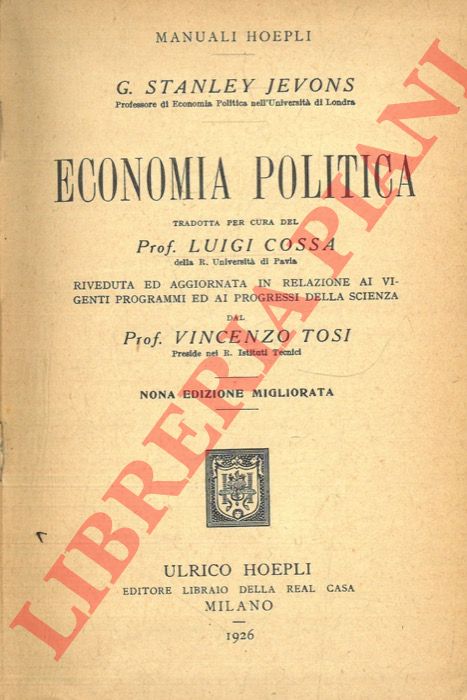 MANUALI HOEPLI
G. STANLEY JEVONS
Professore di Economia Politica nell'Università di Londra
ECONOMIA POLITICA
TRADOTTA PER CURA DEL
Prof. LUIGI COSSA
della R. Università di Pavia
RIVEDUTA ED AGGIORNATA IN RELAZIONE AI VI-
GENTI PROGRAMMI ED AI PROGRESSI DELLA SCIENZA
DAL
Prof. VINCENZO TOSI
Preside nei R. Istituti Tecnici
NONA EDIZIONE MIGLIORATA
ULRICO HOEPLI
EDITORE LIBRAIO DELLA REAL CASA
MILANO
1926
LIBRERIA PIANI